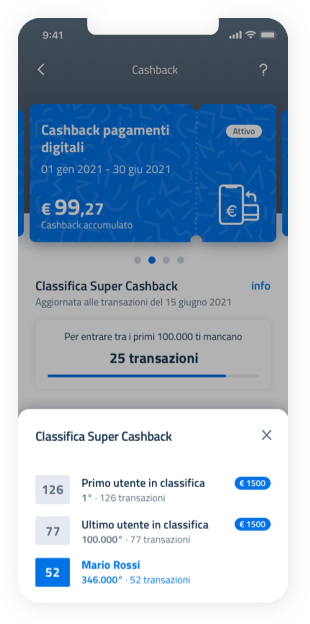 9:41
Cashback
?
Cashback pagamenti
digitali
Attivo
01 gen 2021 - 30 giu 2021
€ 99,27
Cashback accumulato
€
Classifica Super Cashback
info
Aggiornata alle transazioni del 15 giugno 2021
Per entrare tra i primi 100.000 ti mancano
25 transazioni
Classifica Super Cashback
126
Primo utente in classifica
€ 1500
1° · 126 transazioni
77
Ultimo utente in classifica
€ 1500
100.000° · 77 transazioni
52
Mario Rossi
346.000° · 52 transazioni